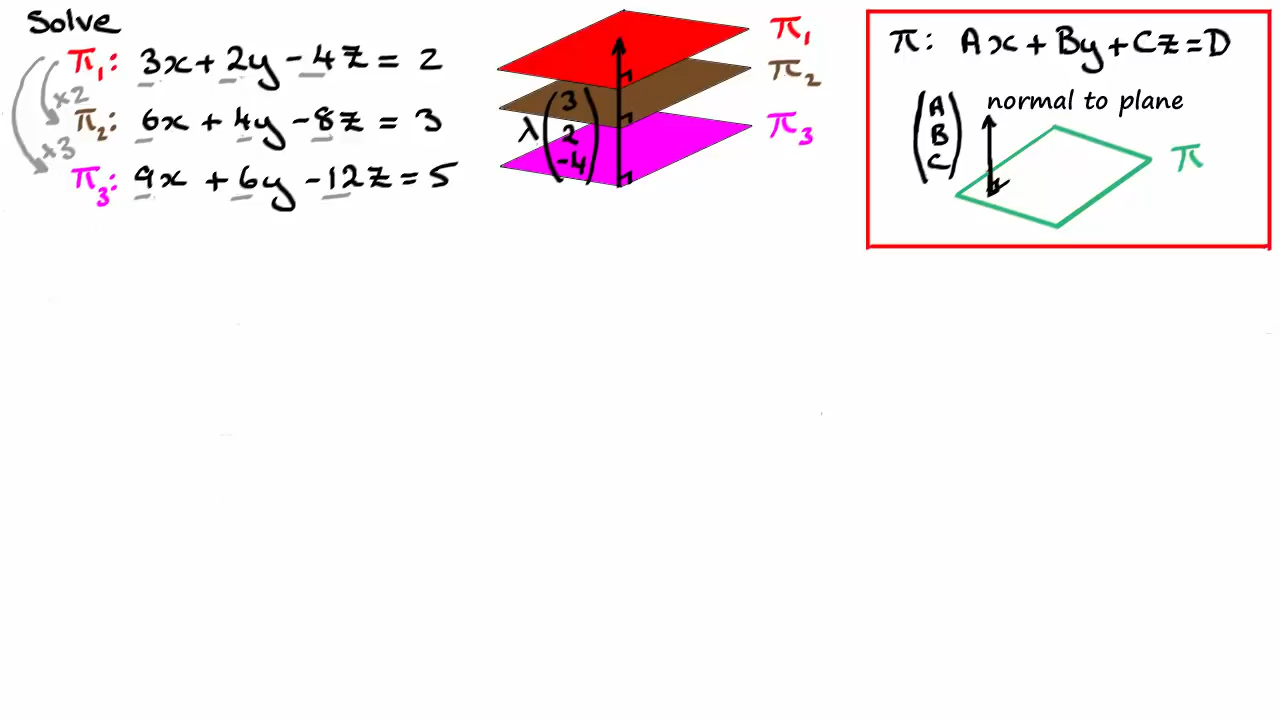 Solve
π₁: 3x + 2y - 4z = 2
×2
π₂: 6x + 4y - 8z = 3
×3
π₃: 9x + 6y - 12z = 5
π₁
π₂
π₃
λ
3
2
-4
π: Ax + By + Cz = D
A
B
C
normal to plane
π